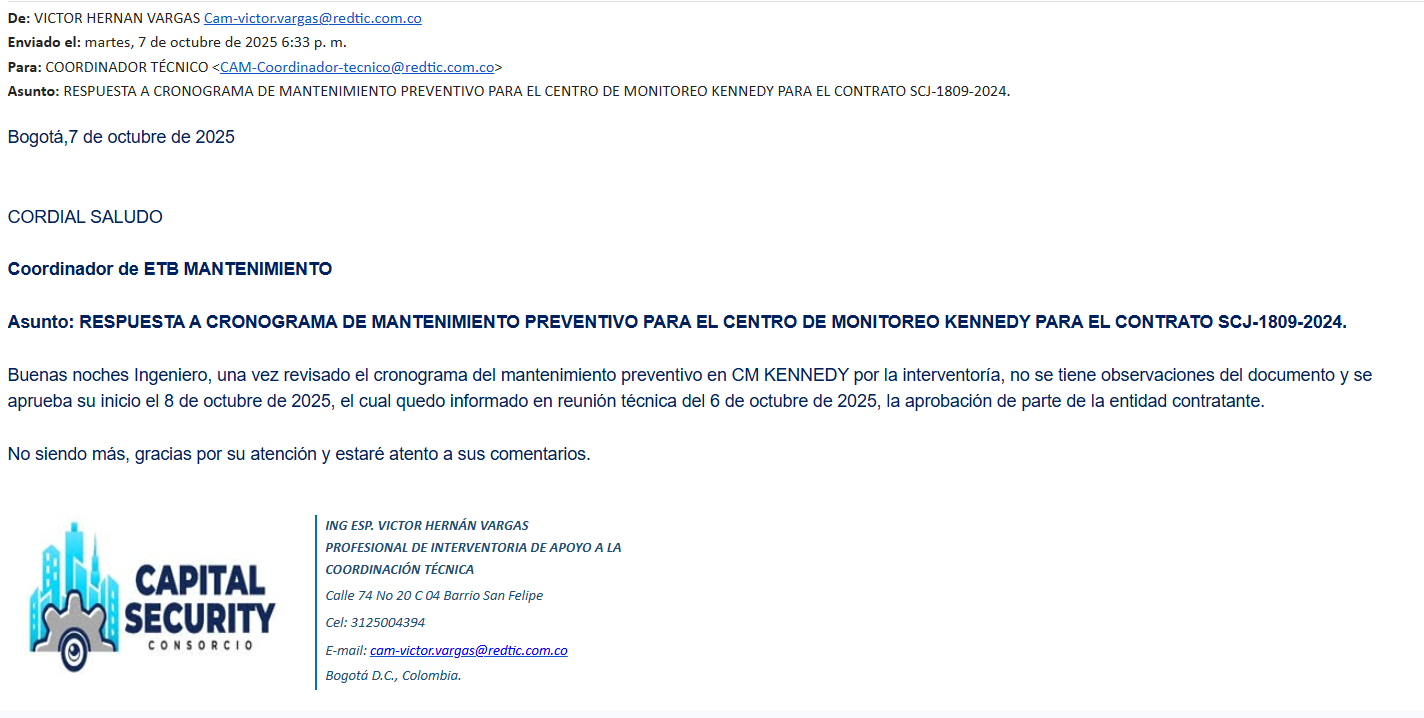 De: VICTOR HERNAN VARGAS Cam-victor.vargas@redtic.com.co
Enviado el: martes, 7 de octubre de 2025 6:33 p. m.
Para: COORDINADOR TÉCNICO <CAM-Coordinador-tecnico@redtic.com.co>
Asunto: RESPUESTA A CRONOGRAMA DE MANTENIMIENTO PREVENTIVO PARA EL CENTRO DE MONITOREO KENNEDY PARA EL CONTRATO SCJ-1809-2024.
Bogotá,7 de octubre de 2025
CORDIAL SALUDO
Coordinador de ETB MANTENIMIENTO
Asunto: RESPUESTA A CRONOGRAMA DE MANTENIMIENTO PREVENTIVO PARA EL CENTRO DE MONITOREO KENNEDY PARA EL CONTRATO SCJ-1809-2024.
Buenas noches Ingeniero, una vez revisado el cronograma del mantenimiento preventivo en CM KENNEDY por la interventoría, no se tiene observaciones del documento y se
aprueba su inicio el 8 de octubre de 2025, el cual quedo informado en reunión técnica del 6 de octubre de 2025, la aprobación de parte de la entidad contratante.
No siendo más, gracias por su atención y estaré atento a sus comentarios.
CAPITAL
SECURITY
CONSORCIO
ING ESP. VICTOR HERNÁN VARGAS
PROFESIONAL DE INTERVENTORIA DE APOYO A LA
COORDINACIÓN TÉCNICA
Calle 74 No 20 C 04 Barrio San Felipe
Cel: 3125004394
E-mail: cam-victor.vargas@redtic.com.co
Bogotá D.C., Colombia.